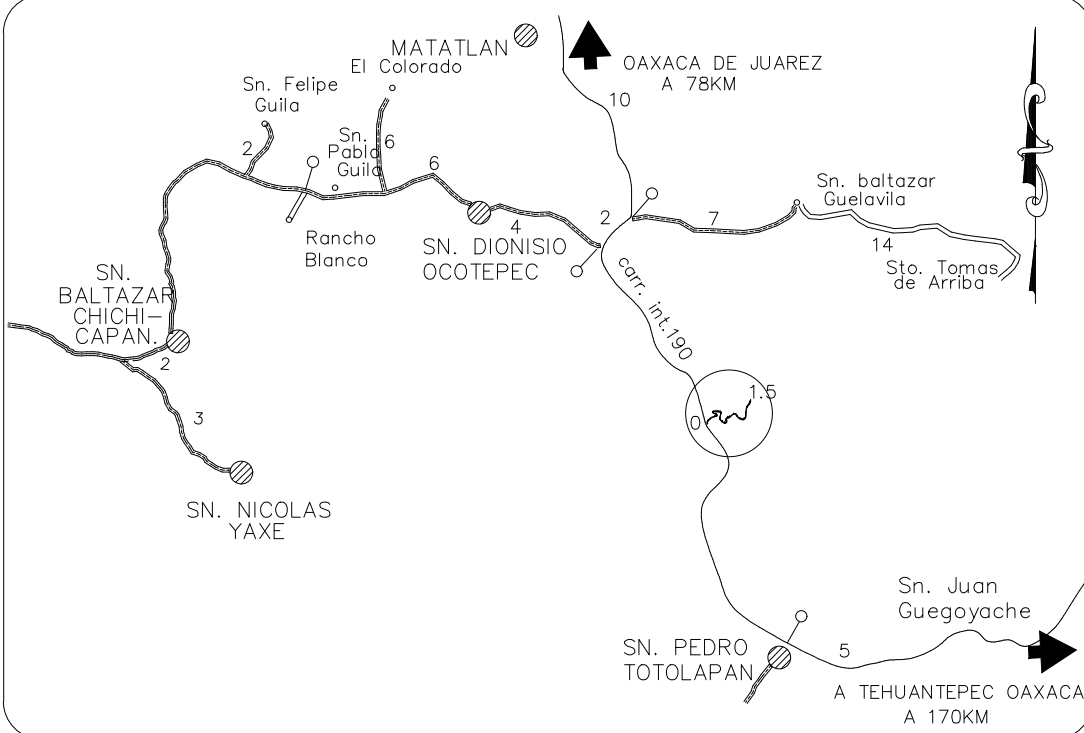 MATATLAN
El Colorado
OAXACA DE JUAREZ
A 78KM
Sn. Felipe
Guila
10
Sn.
Pablo
Guila
2
6
6
Sn. baltazar
Guelavila
Rancho
Blanco
4
SN. DIONISIO
OCOTEPEC
2
7
14
Sto. Tomas
de Arriba
SN.
BALTAZAR
CHICHI-
CAPAN.
carr. int.190
2
3
1.5
0
SN. NICOLAS
YAXE
Sn. Juan
Guegoyache
SN. PEDRO
TOTOLAPAN
5
A TEHUANTEPEC OAXACA
A 170KM